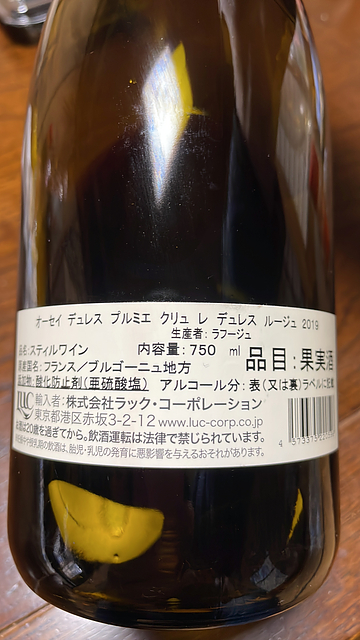 オーセイ デュレス プルミエ クリュ レ デュレス ルージュ 2019
生産者: ラフージュ
品名:スティルワイン 内容量: 750 ml 品目:果実酒
原産国名:フランス/ブルゴーニュ地方
添加物:酸化防止剤(亜硫酸塩) アルコール分:表(又は裏)ラベルに記載
LUC 輸入者: 株式会社ラック・コーポレーション
東京都港区赤坂3-2-12 www.luc-corp.co.jp
お酒は20歳を過ぎてから。飲酒運転は法律で禁じられています。
妊娠中や授乳期の飲酒は、胎児・乳児の発育に悪影響を与えるおそれがあります。